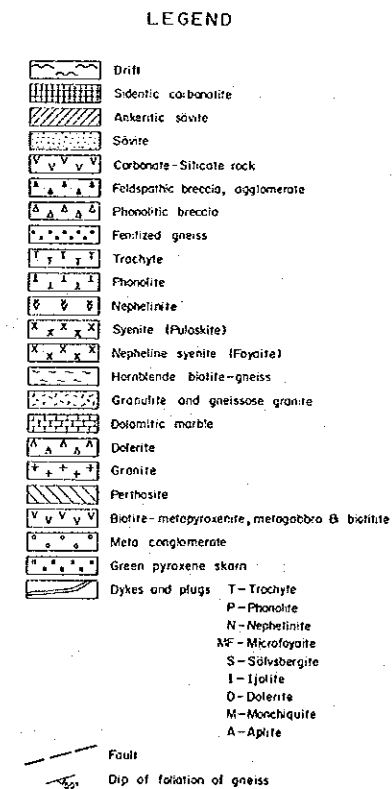 LEGEND
Drift
Sideritic carbonatite
Ankeritic sövite
Sövite
Carbonate-Silicate rock
Feldspathic breccia, agglomerate
Phonolitic breccia
Fenitized gneiss
Trachyte
Phonolite
Nephelinite
Syenite (Pulaskite)
Nepheline syenite (Foyaite)
Hornblende biotite-gneiss
Granulite and gneissose granite
Dolomitic marble
Dolerite
Granite
Perthosite
Biotite-metapyroxenite, metagabbro & biotitite
Meta conglomerate
Green pyroxene skarn
Dykes and plugs T-Trachyte
P-Phonolite
N-Nephelinite
MF-Microfoyaite
S-Sölvsbergite
I-Ijolite
D-Dolerite
M-Monchiquite
A-Aplite
Fault
Dip of foliation of gneiss